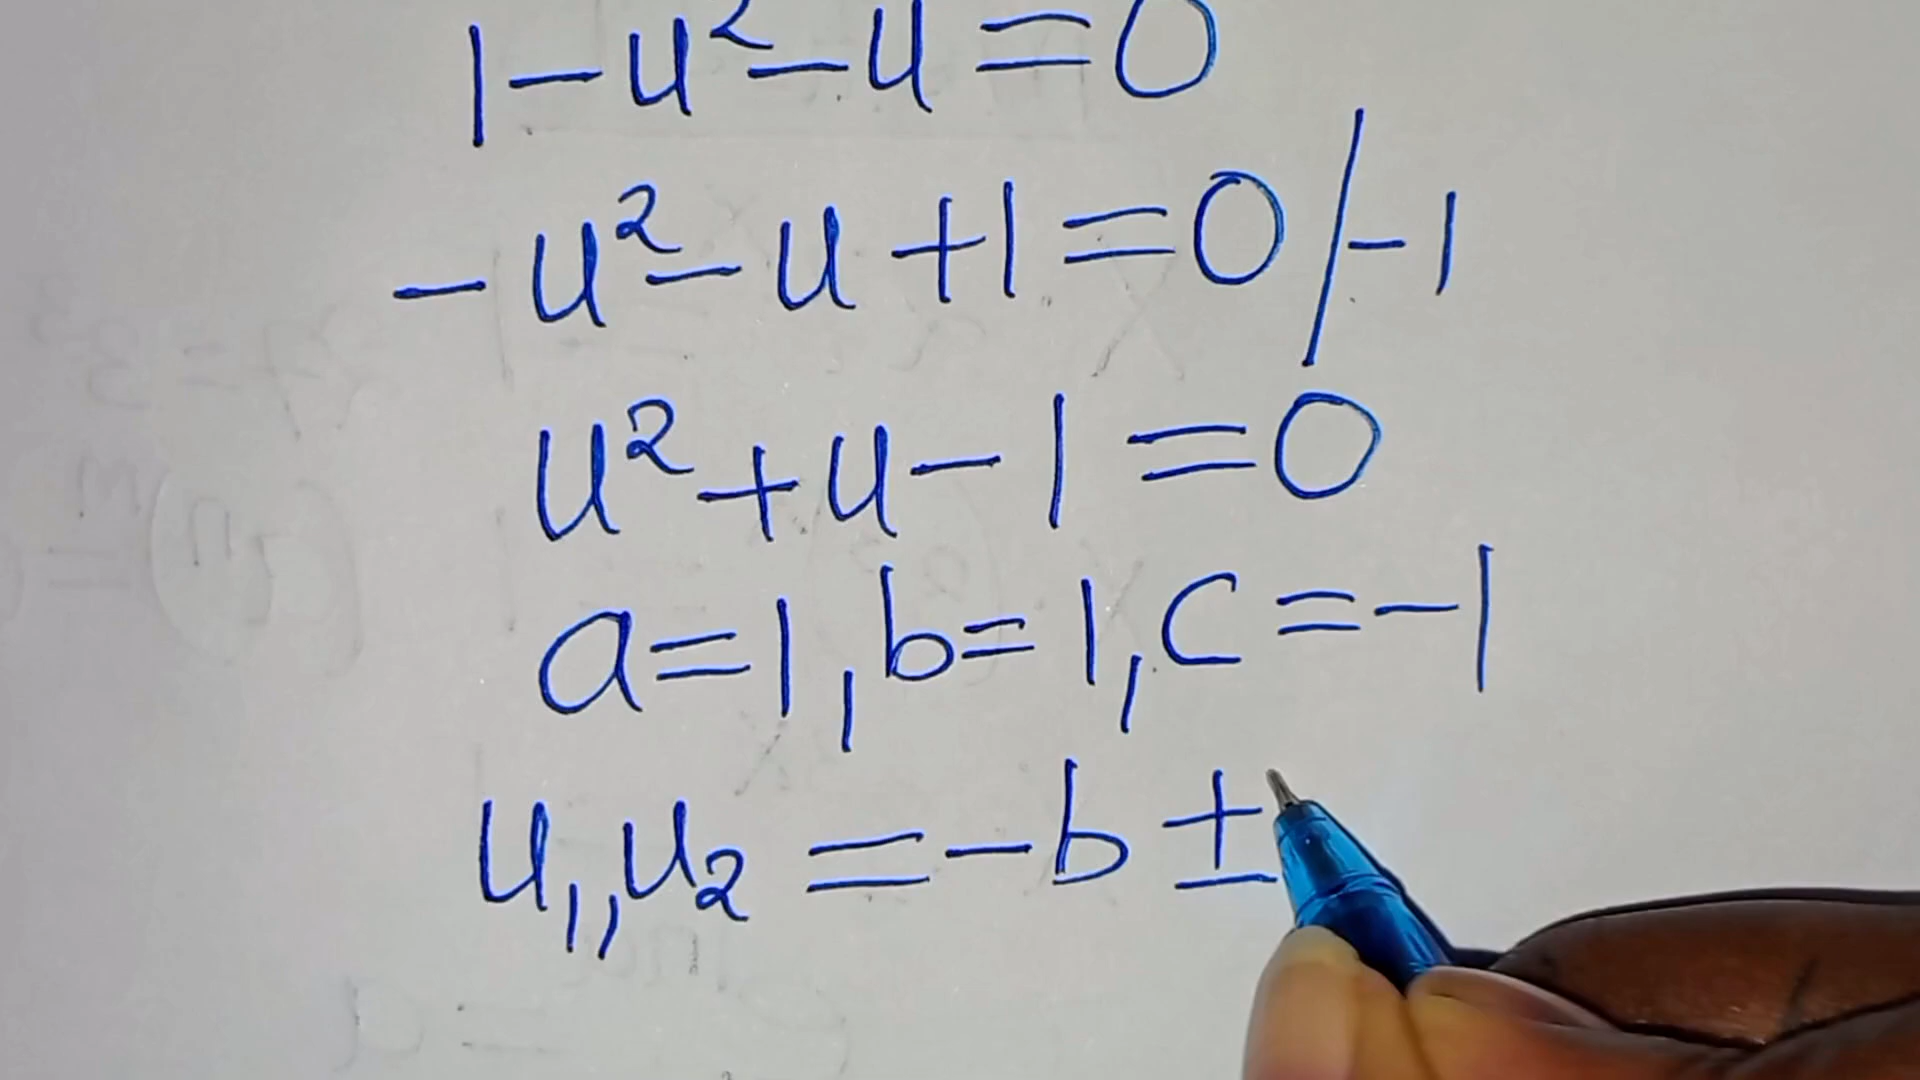 1-u²-u=0
-u²-u+1=0/-1
u²+u-1=0
a=1,b=1,c=-1
u₁,u₂=-b±